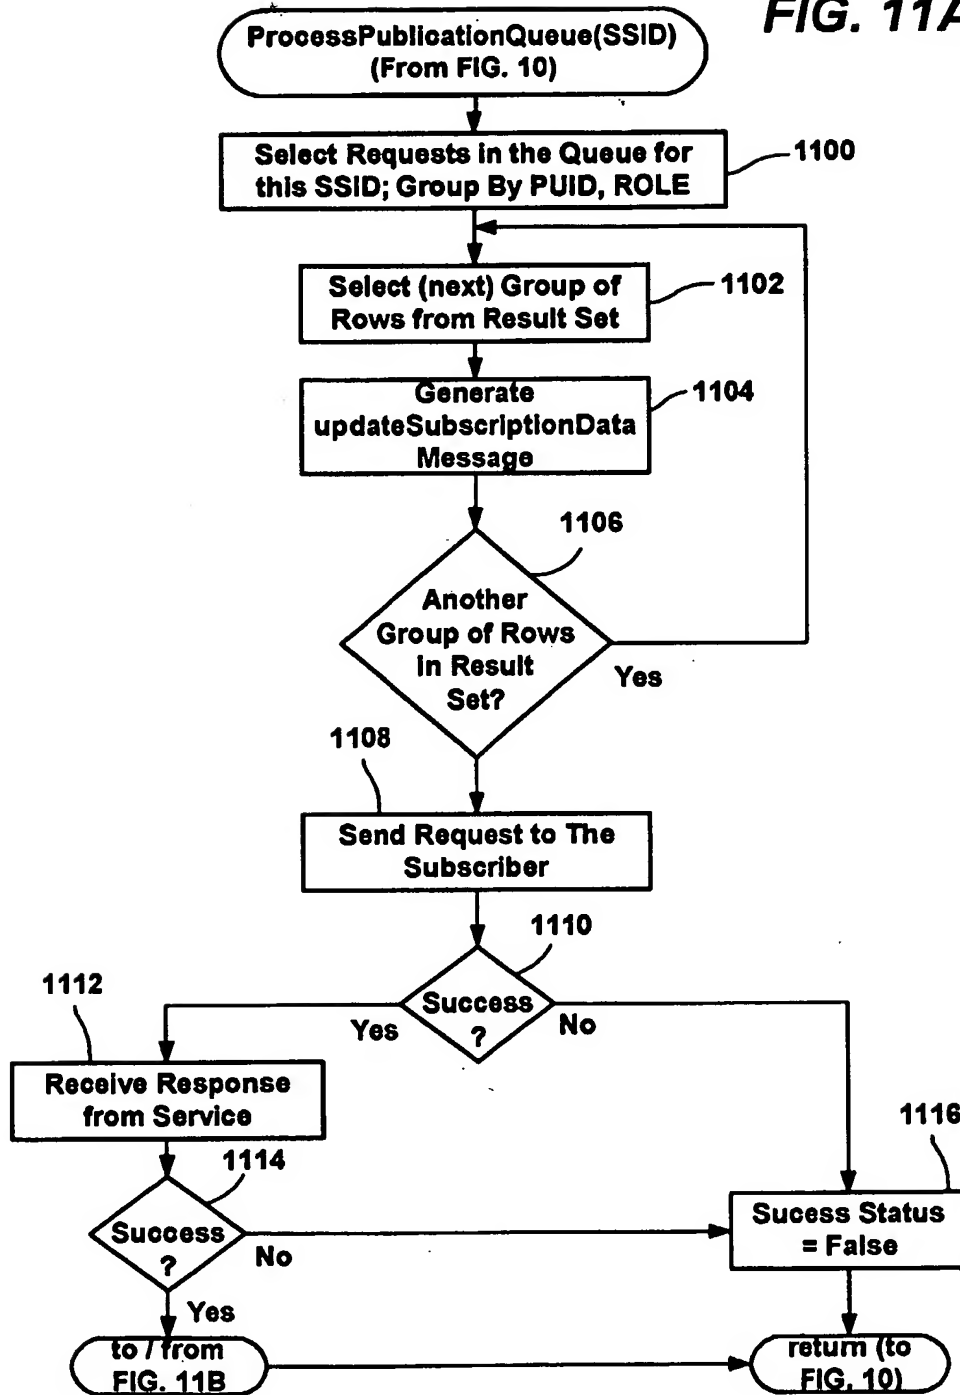 FIG. 11A
ProcessPublicationQueue(SSID)
(From FIG. 10)
Select Requests in the Queue for
this SSID; Group By PUID, ROLE
1100
Select (next) Group of
Rows from Result Set
1102
Generate
updateSubscriptionData
Message
1104
1106
Another
Group of Rows
in Result
Set?
Yes
1108
Send Request to The
Subscriber
1110
Success
?
Yes
No
1112
Receive Response
from Service
1114
Success
?
No
Yes
1116
Sucess Status
= False
to / from
FIG. 11B
return (to
FIG. 10)